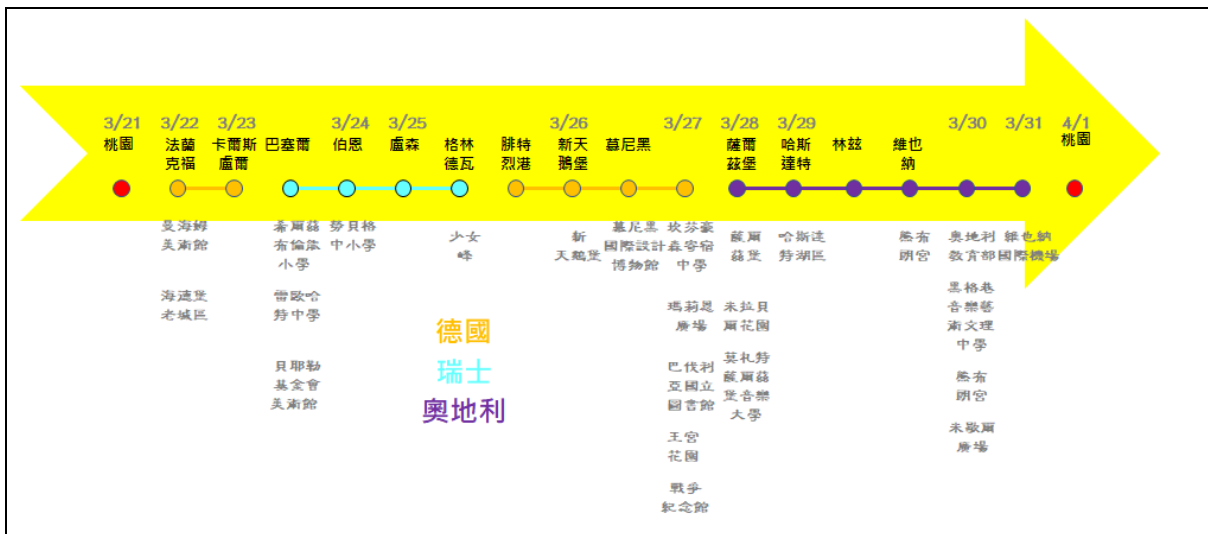 3/21
桃園
3/22
法蘭
克福
3/23
卡爾斯
盧爾
巴塞爾
3/24
伯恩
3/25
盧森
格林
德瓦
腓特
烈港
3/26
新天
鵝堡
慕尼黑
3/27
3/28
薩爾
茲堡
3/29
哈斯
達特
林茲
維也
納
3/30
3/31
4/1
桃園
曼海姆
美術館
海德堡
老城區
希爾茲
布倫能
小學
雷歐哈
特中學
貝耶勒
基金會
美術館
勞貝格
中小學
少女
峰
新
天鵝堡
慕尼黑
國際設計
博物館
坎芬豪
森寄宿
中學
瑪莉恩
廣場
巴伐利
亞國立
圖書館
王宮
花園
戰爭
紀念館
薩爾
茲堡
米拉貝
爾花園
莫札特
薩爾茲
堡音樂
大學
哈斯達
特湖區
熊布
朗宮
奧地利
教育部
黑格巷
音樂藝
術文理
中學
熊布
朗宮
米歇爾
廣場
維也納
國際機場
德國
瑞士
奧地利